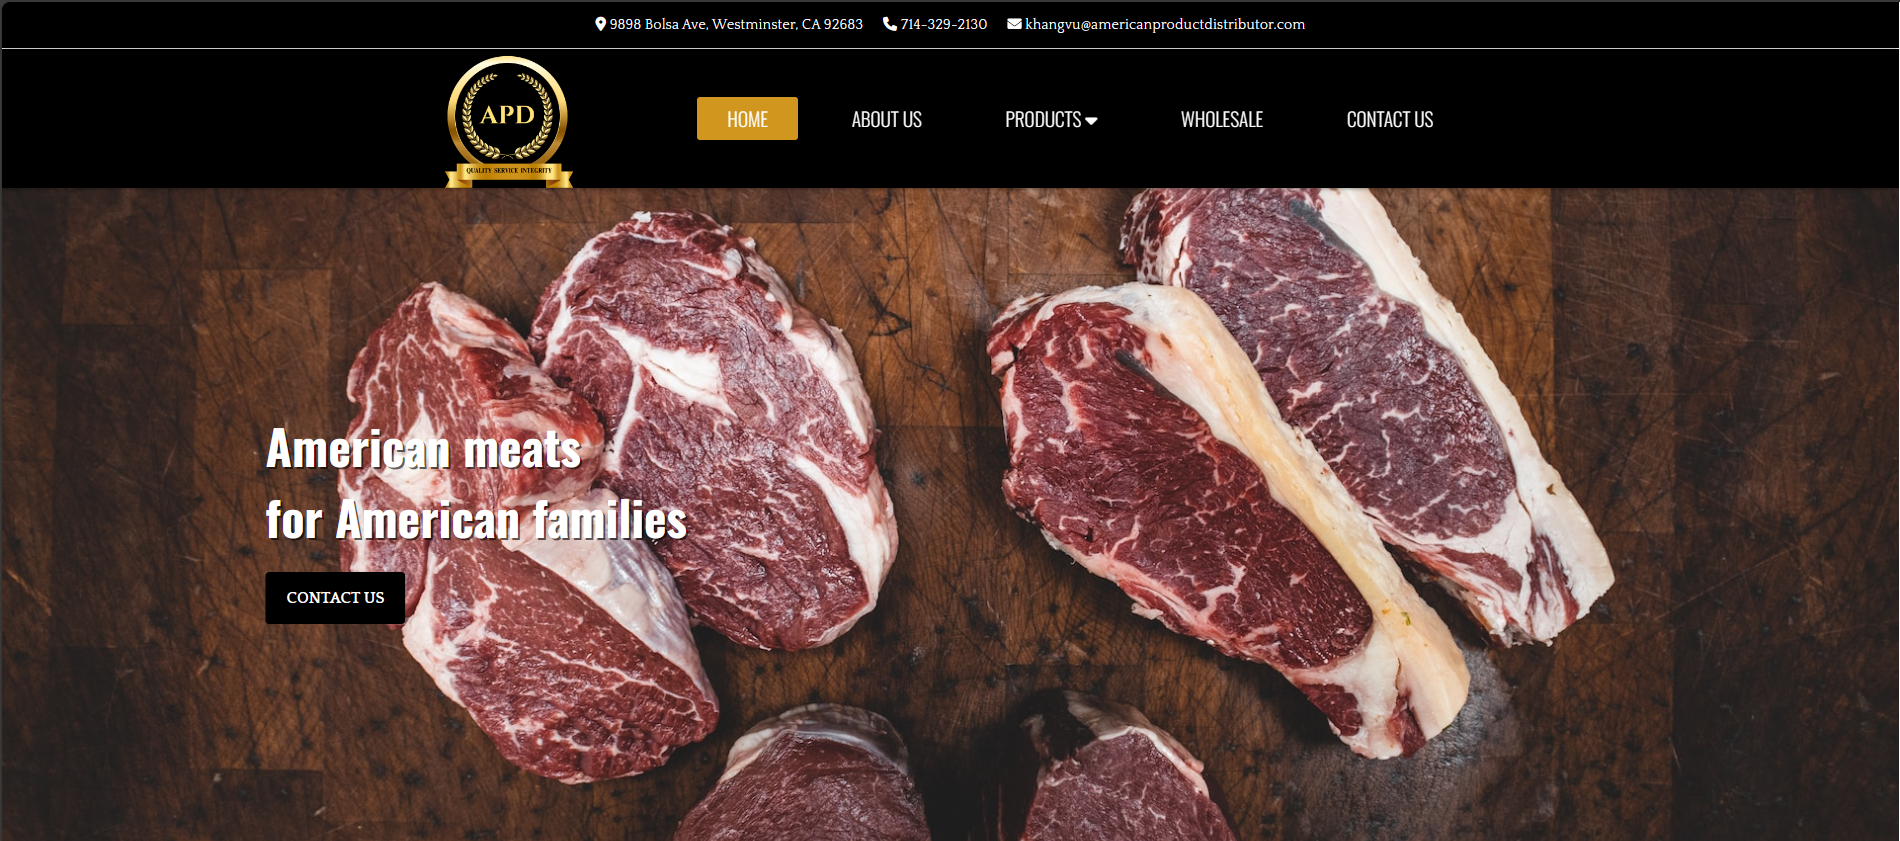 9898 Bolsa Ave, Westminster, CA 92683 714-329-2130 khangvu@americanproductdistributor.com
APD
QUALITY SERVICE INTEGRITY
HOME ABOUT US PRODUCTS WHOLESALE CONTACT US
American meats
for American families
CONTACT US